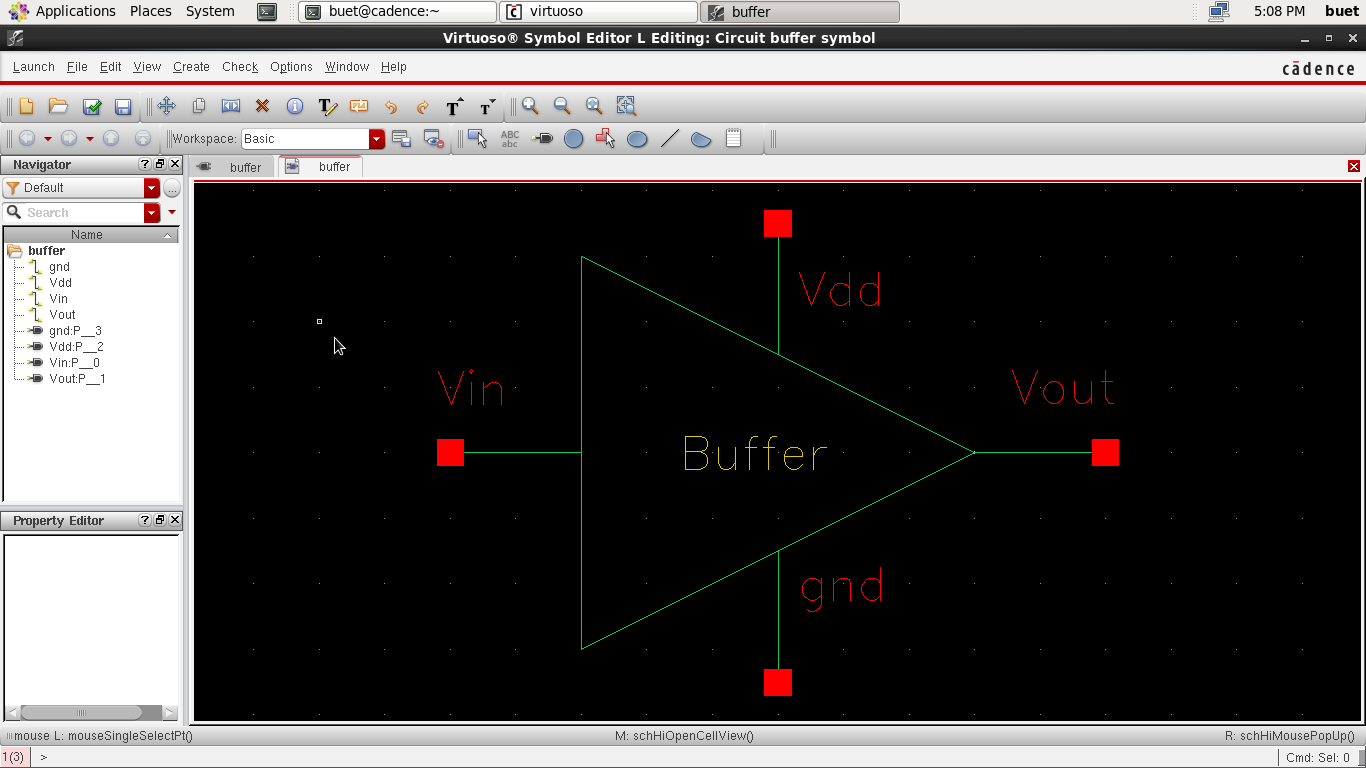 Applications Places System buet@cadence:~ virtuoso buffer 5:08 PM buet
Virtuoso® Symbol Editor L Editing: Circuit buffer symbol
Launch File Edit View Create Check Options Window Help cādence
Workspace: Basic ABC abc
Navigator buffer buffer
Default
Search
Name
buffer
gnd
Vdd
Vin
Vout
gnd:P__3
Vdd:P__2
Vin:P__0
Vout:P__1
Property Editor
Vdd
Vin
Vout
Buffer
gnd
mouse L: mouseSingleSelectPt() M: schHiOpenCellView() R: schHiMousePopUp()
1(3) > Cmd: Sel: 0